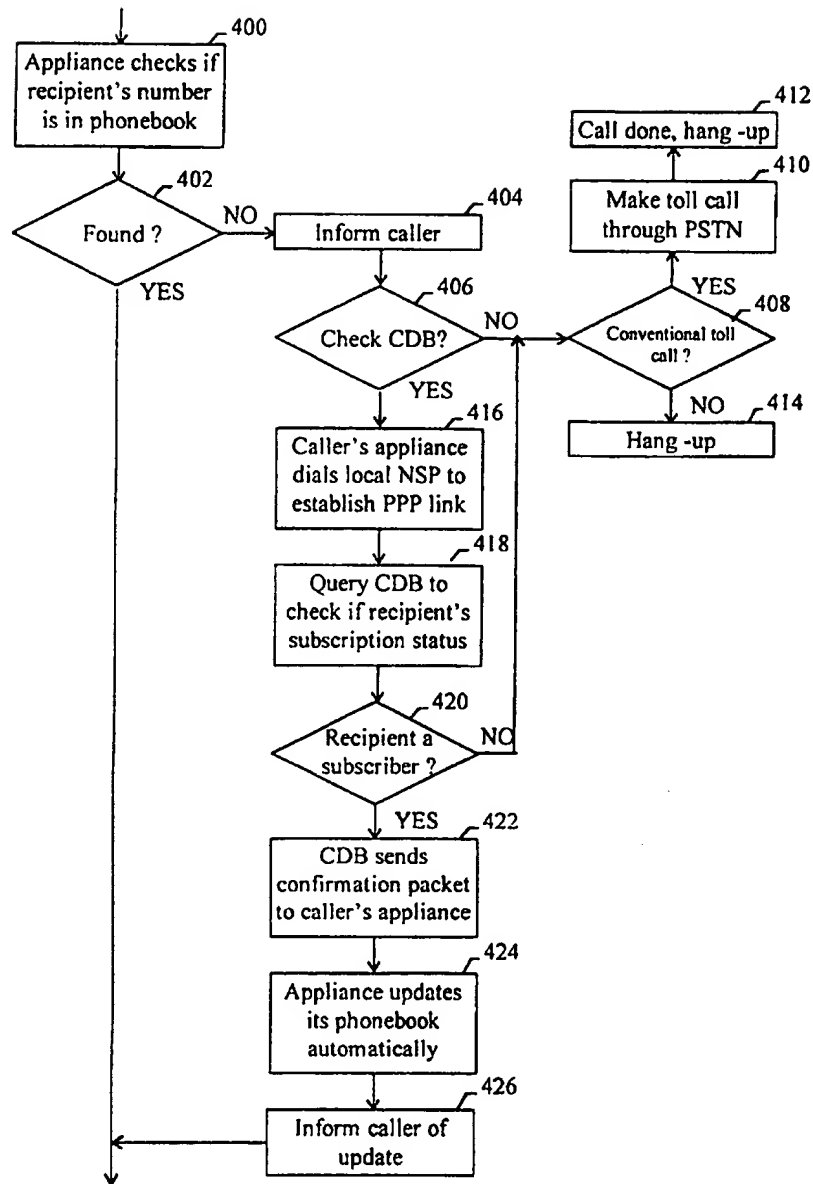 400
Appliance checks if
recipient's number
is in phonebook
402
Found ?
NO
YES
404
Inform caller
406
Check CDB?
NO
YES
412
Call done, hang -up
410
Make toll call
through PSTN
YES
408
Conventional toll
call ?
NO
414
Hang -up
416
Caller's appliance
dials local NSP to
establish PPP link
418
Query CDB to
check if recipient's
subscription status
420
Recipient a
subscriber ?
NO
YES
422
CDB sends
confirmation packet
to caller's appliance
424
Appliance updates
its phonebook
automatically
426
Inform caller of
update